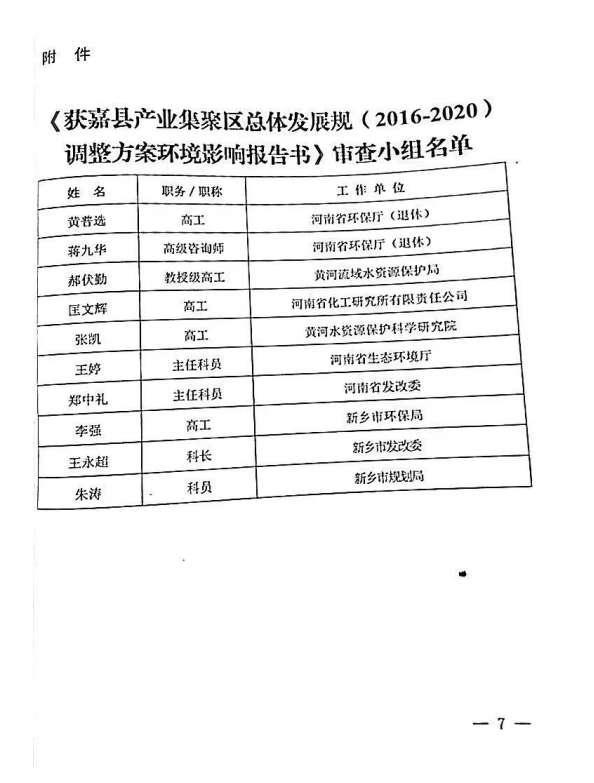 附 件
《获嘉县产业集聚区总体发展规（2016-2020）
调整方案环境影响报告书》审查小组名单
姓 名 职务/职称 工 作 单 位
黄普选 高工 河南省环保厅（退休）
蒋九华 高级咨询师 河南省环保厅（退休）
郝伏勤 教授级高工 黄河流域水资源保护局
匡文辉 高工 河南省化工研究所有限责任公司
张凯 高工 黄河水资源保护科学研究院
王婷 主任科员 河南省生态环境厅
郑中礼 主任科员 河南省发改委
李强 高工 新乡市环保局
王永超 科长 新乡市发改委
朱涛 科员 新乡市规划局
— 7 —